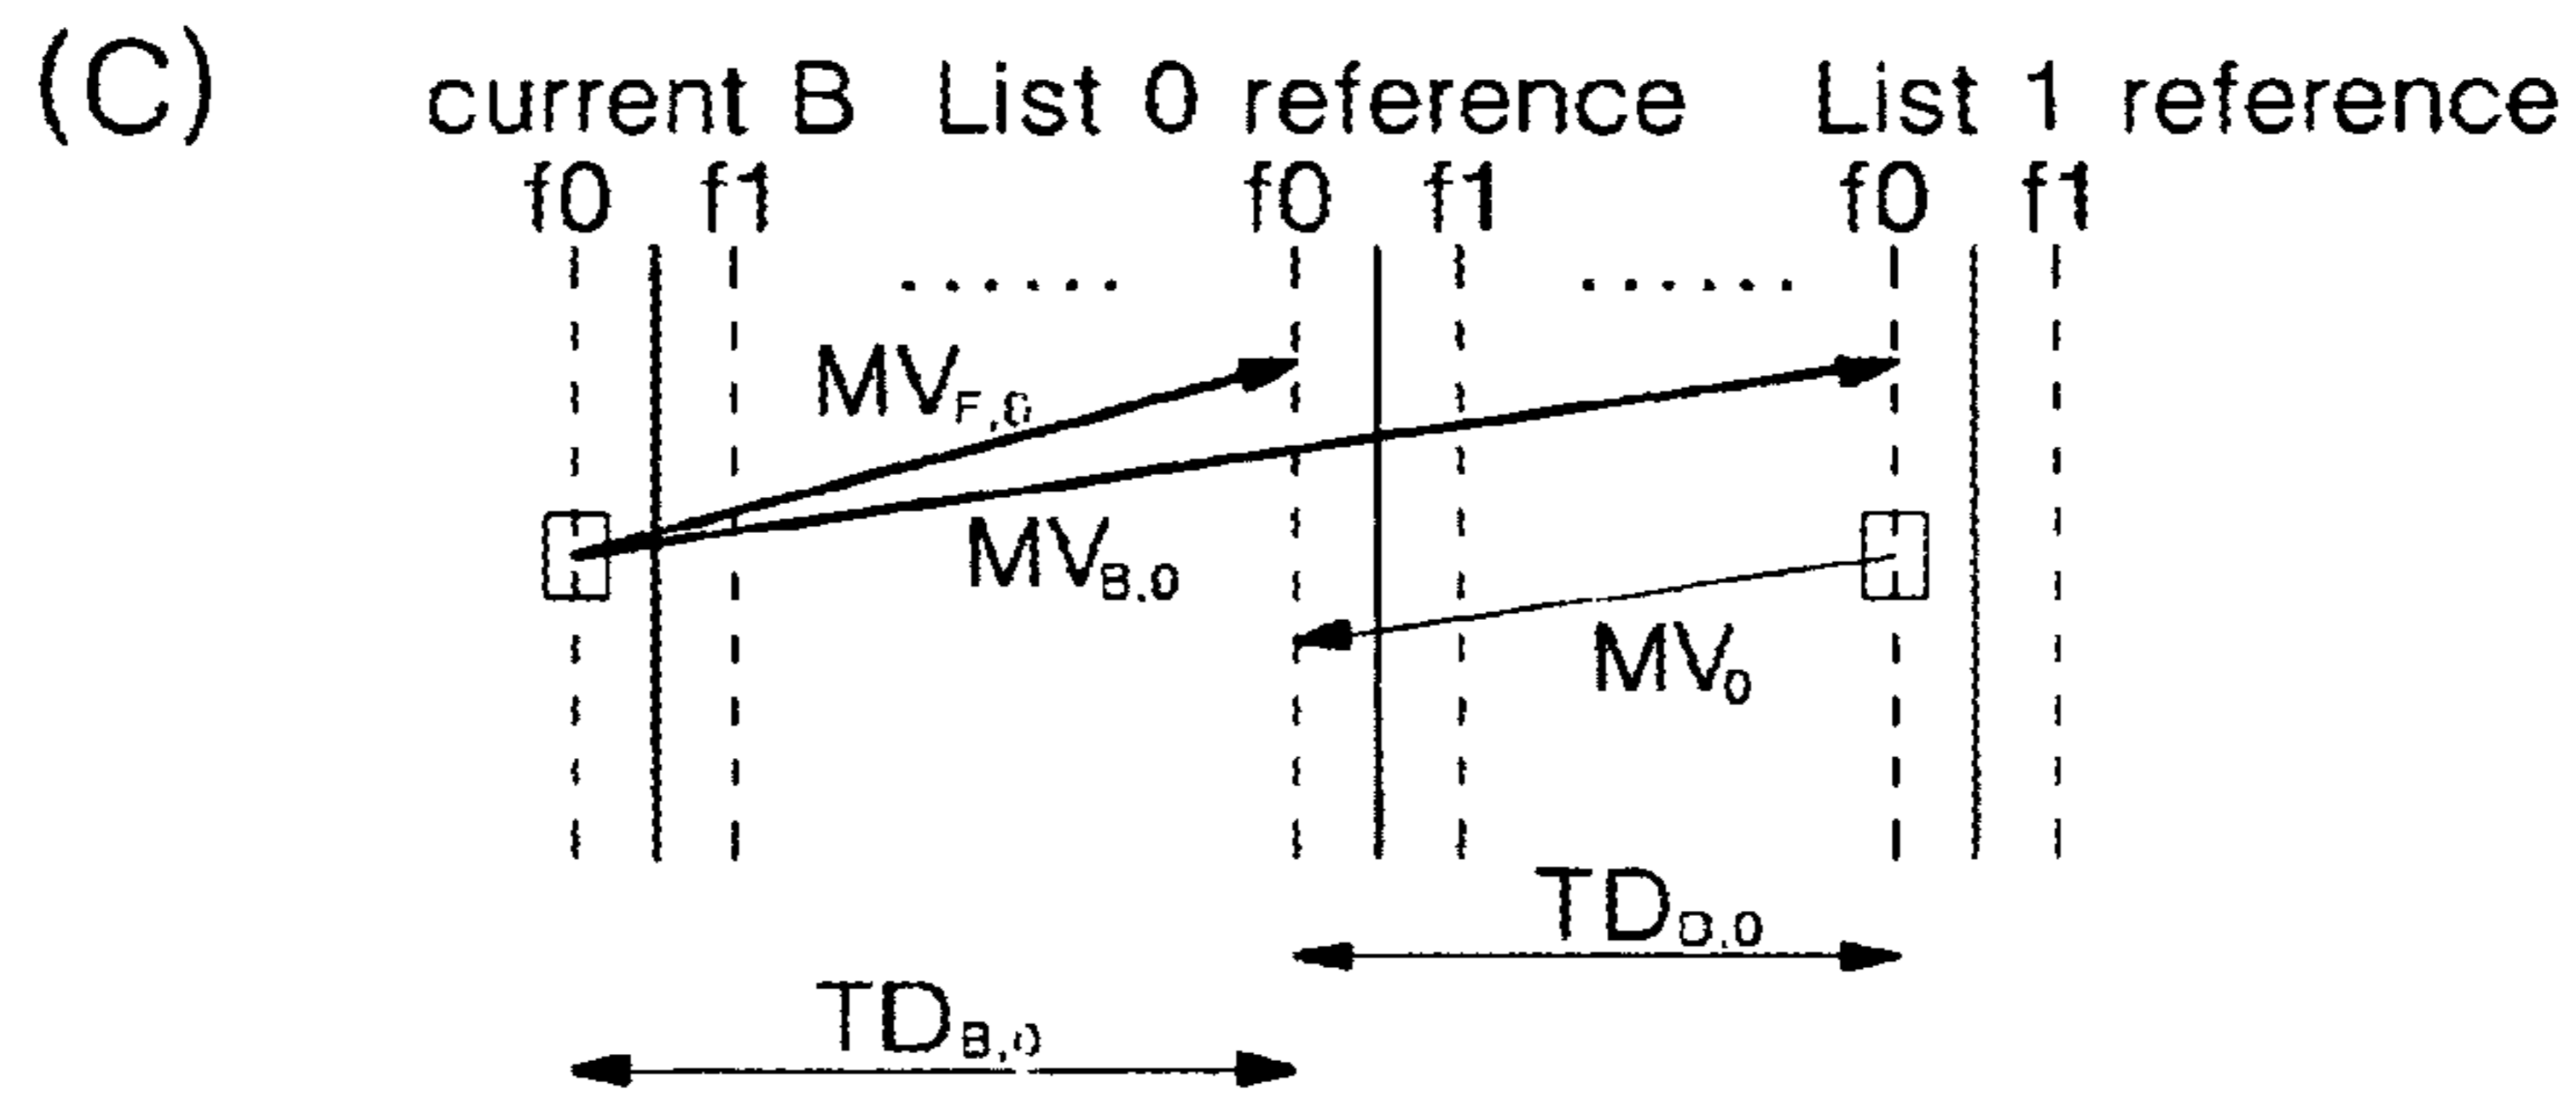 (C)
current B List 0 reference List 1 reference
f0 f1 f0 f1 f0 f1
......
......
MVF,0
MVB,0
MV0
TDD,0
TDB,0